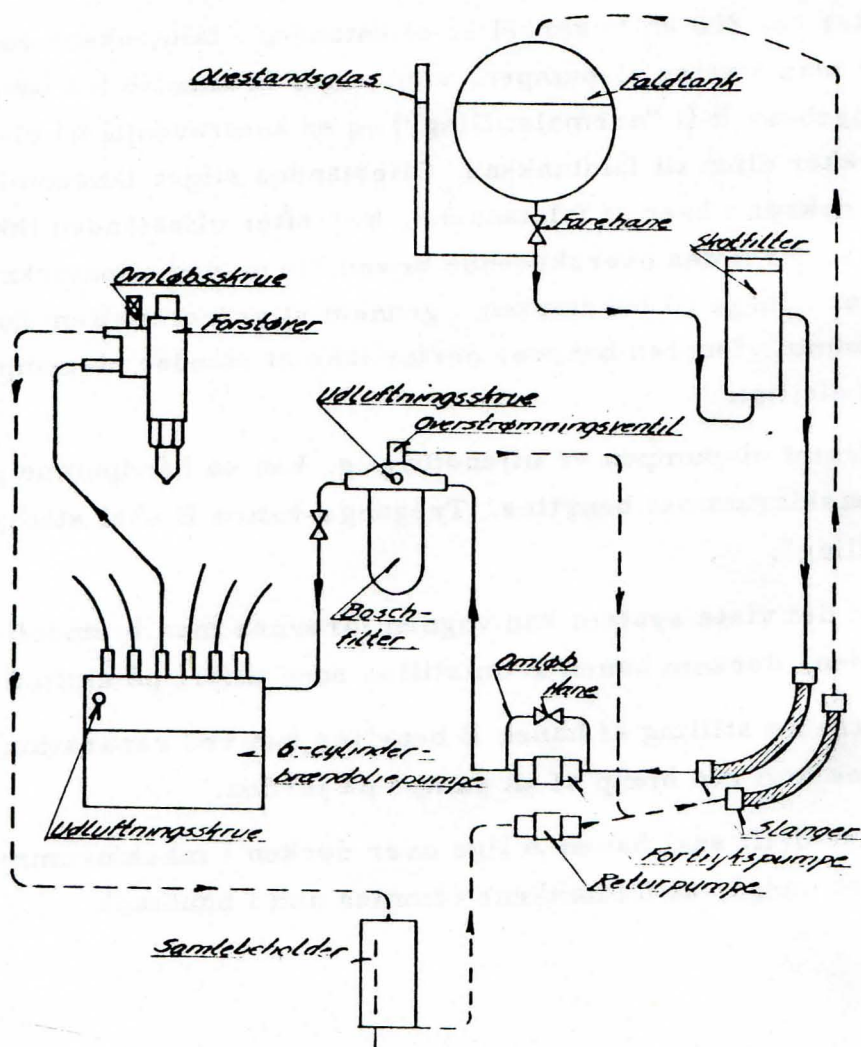 Oliestandsglas
Faldtank
Farehane
Skotfilter
Omløbsskrue
Forstøver
Udluftningsskrue
Overstrømningsventil
Bosch-
filter
Omløb
Hane
6-cylinder-
brændoliepumpe
Udluftningsskrue
Slanger
Fortrykspumpe
Returpumpe
Samlebeholder